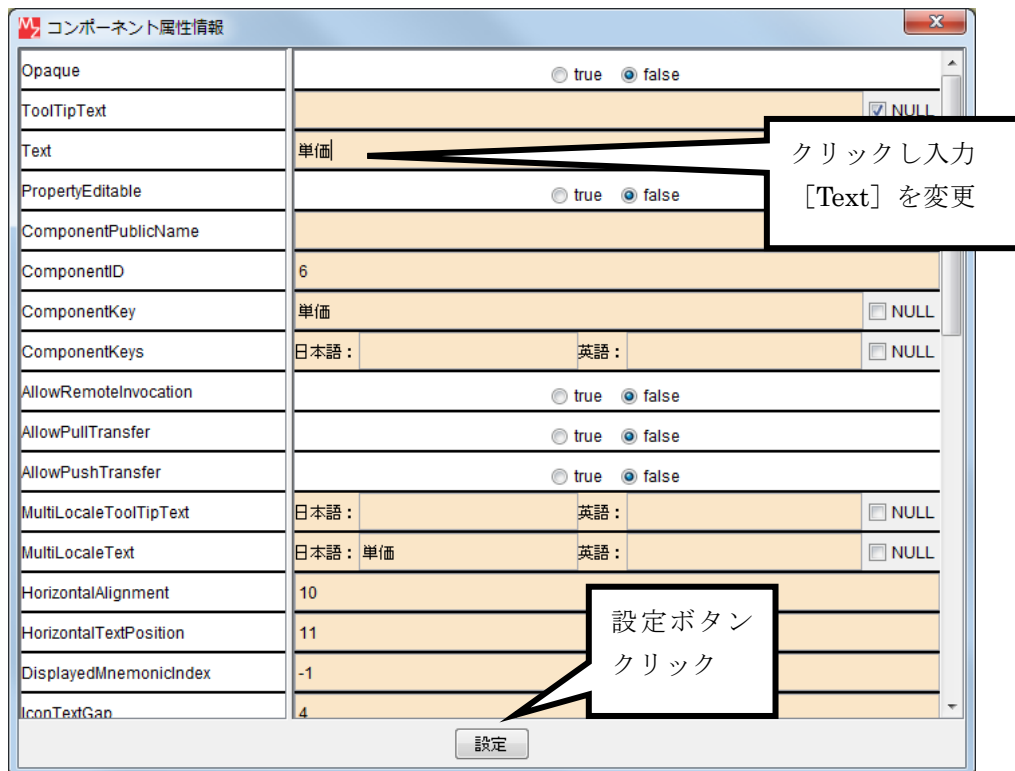 コンポーネント属性情報
Opaque true false
ToolTipText NULL
Text 単価
クリックし入力
［Text］を変更
PropertyEditable true false
ComponentPublicName
ComponentID 6
ComponentKey 単価 NULL
ComponentKeys 日本語： 英語： NULL
AllowRemoteInvocation true false
AllowPullTransfer true false
AllowPushTransfer true false
MultiLocaleToolTipText 日本語： 英語： NULL
MultiLocaleText 日本語： 単価 英語： NULL
HorizontalAlignment 10
HorizontalTextPosition 11
設定ボタン
クリック
DisplayedMnemonicIndex -1
IconTextGap 4
設定